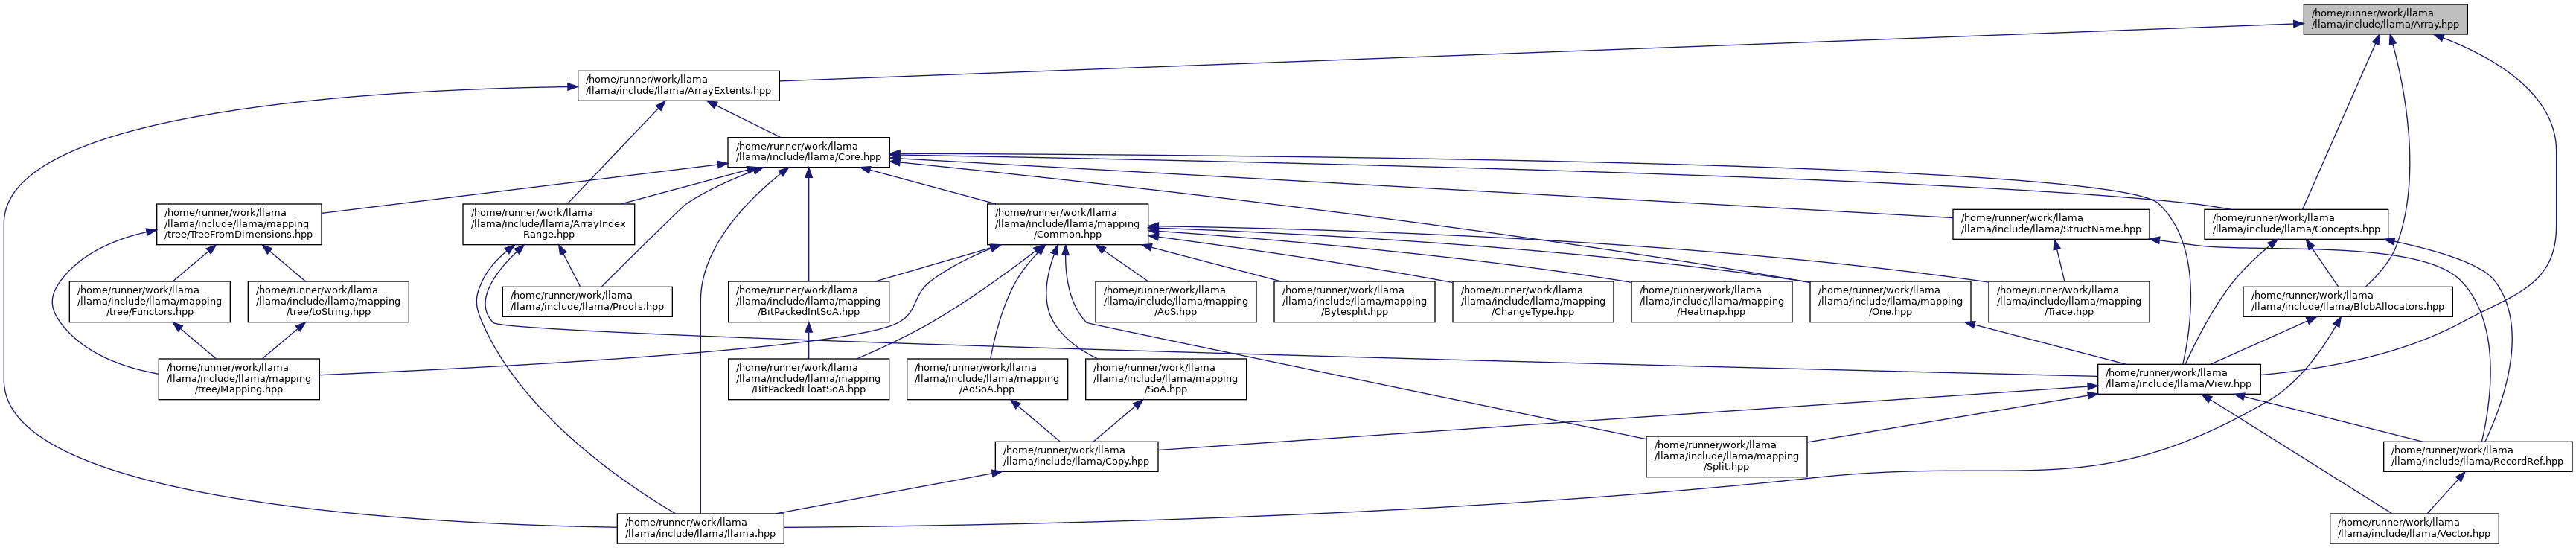 /home/runner/work/llama
/llama/include/llama/Array.hpp
/home/runner/work/llama
/llama/include/llama/ArrayExtents.hpp
/home/runner/work/llama
/llama/include/llama/Core.hpp
/home/runner/work/llama
/llama/include/llama/mapping
/tree/TreeFromDimensions.hpp
/home/runner/work/llama
/llama/include/llama/ArrayIndex
Range.hpp
/home/runner/work/llama
/llama/include/llama/mapping
/Common.hpp
/home/runner/work/llama
/llama/include/llama/StructName.hpp
/home/runner/work/llama
/llama/include/llama/Concepts.hpp
/home/runner/work/llama
/llama/include/llama/mapping
/tree/Functors.hpp
/home/runner/work/llama
/llama/include/llama/mapping
/tree/toString.hpp
/home/runner/work/llama
/llama/include/llama/Proofs.hpp
/home/runner/work/llama
/llama/include/llama/mapping
/BitPackedIntSoA.hpp
/home/runner/work/llama
/llama/include/llama/mapping
/AoS.hpp
/home/runner/work/llama
/llama/include/llama/mapping
/Bytesplit.hpp
/home/runner/work/llama
/llama/include/llama/mapping
/ChangeType.hpp
/home/runner/work/llama
/llama/include/llama/mapping
/Heatmap.hpp
/home/runner/work/llama
/llama/include/llama/mapping
/One.hpp
/home/runner/work/llama
/llama/include/llama/mapping
/Trace.hpp
/home/runner/work/llama
/llama/include/llama/BlobAllocators.hpp
/home/runner/work/llama
/llama/include/llama/mapping
/tree/Mapping.hpp
/home/runner/work/llama
/llama/include/llama/mapping
/BitPackedFloatSoA.hpp
/home/runner/work/llama
/llama/include/llama/mapping
/AoSoA.hpp
/home/runner/work/llama
/llama/include/llama/mapping
/SoA.hpp
/home/runner/work/llama
/llama/include/llama/View.hpp
/home/runner/work/llama
/llama/include/llama/Copy.hpp
/home/runner/work/llama
/llama/include/llama/mapping
/Split.hpp
/home/runner/work/llama
/llama/include/llama/RecordRef.hpp
/home/runner/work/llama
/llama/include/llama/llama.hpp
/home/runner/work/llama
/llama/include/llama/Vector.hpp